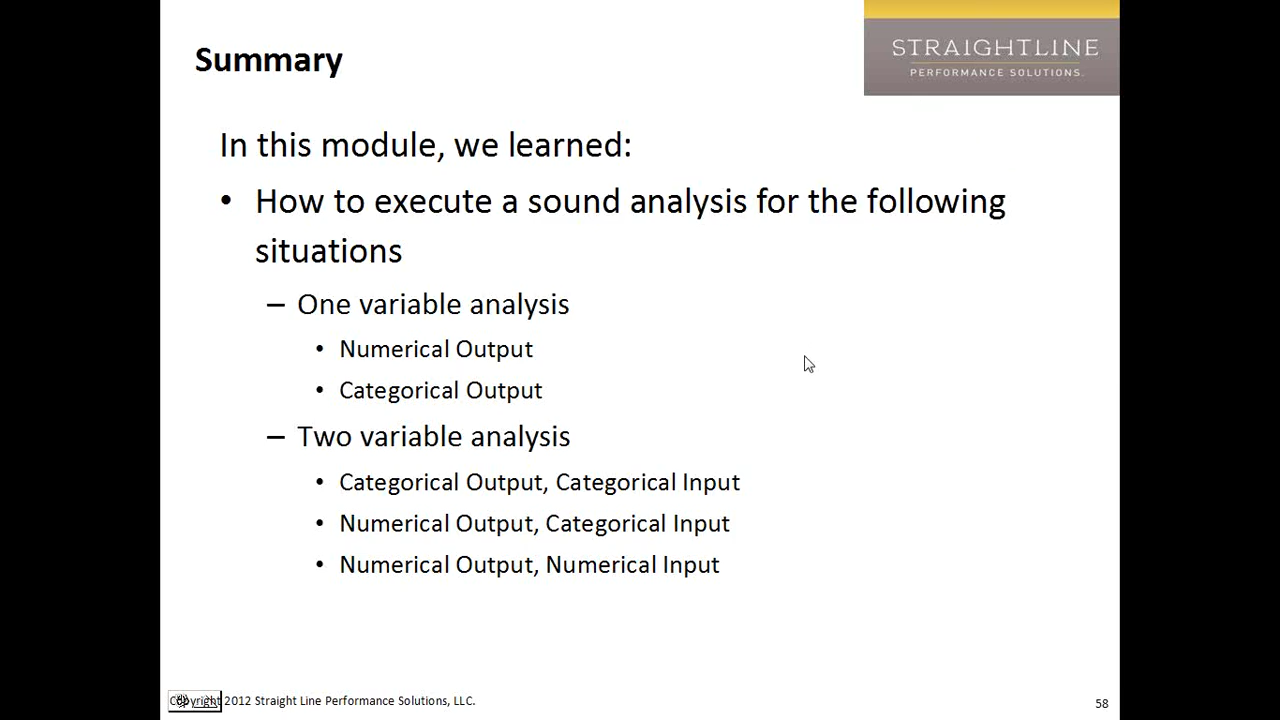 Summary
STRAIGHTLINE
PERFORMANCE SOLUTIONS.
In this module, we learned:
• How to execute a sound analysis for the following
situations
– One variable analysis
• Numerical Output
• Categorical Output
– Two variable analysis
• Categorical Output, Categorical Input
• Numerical Output, Categorical Input
• Numerical Output, Numerical Input
Copyright 2012 Straight Line Performance Solutions, LLC.
58